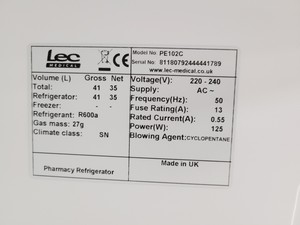 Lec
MEDICAL
Model No: PE102C
Serial No: 81180792444441789
www.lec-medical.co.uk
Volume (L) Gross Net
Total: 41 35
Refrigerator: 41 35
Freezer: - -
Refrigerant: R600a
Gas mass: 27g
Climate class: SN
Voltage(V): 220 - 240
Supply: AC ~
Frequency(Hz): 50
Fuse Rating(A): 13
Rated Current(A): 0.55
Power(W): 125
Blowing Agent: CYCLOPENTANE
Pharmacy Refrigerator
Made in UK